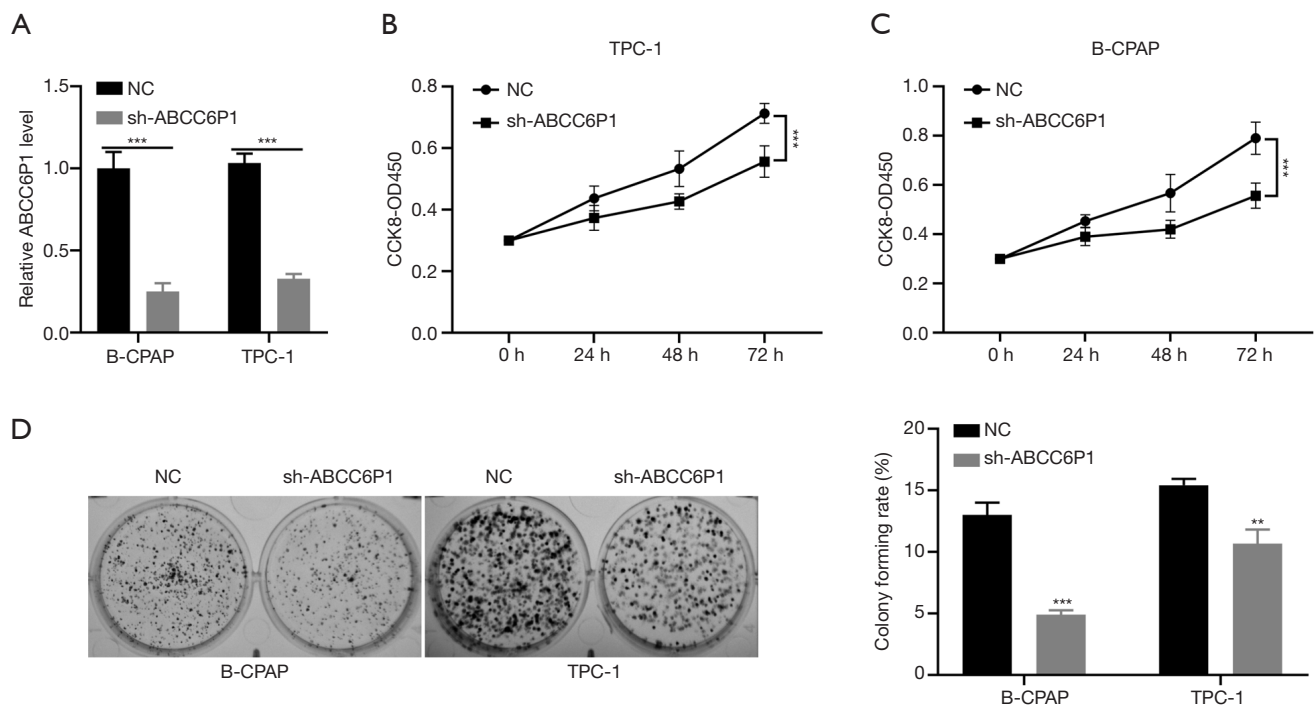 A
Relative ABCC6P1 level
1.5
1.0
0.5
0.0
NC
sh-ABCC6P1
***
***
B-CPAP
TPC-1
B
TPC-1
CCK8-OD450
0.8
0.6
0.4
0.2
0.0
NC
sh-ABCC6P1
***
0 h
24 h
48 h
72 h
C
B-CPAP
CCK8-OD450
1.0
0.8
0.6
0.4
0.2
0.0
NC
sh-ABCC6P1
***
0 h
24 h
48 h
72 h
D
NC
sh-ABCC6P1
NC
sh-ABCC6P1
B-CPAP
TPC-1
Colony forming rate (%)
20
15
10
5
0
NC
sh-ABCC6P1
***
**
B-CPAP
TPC-1